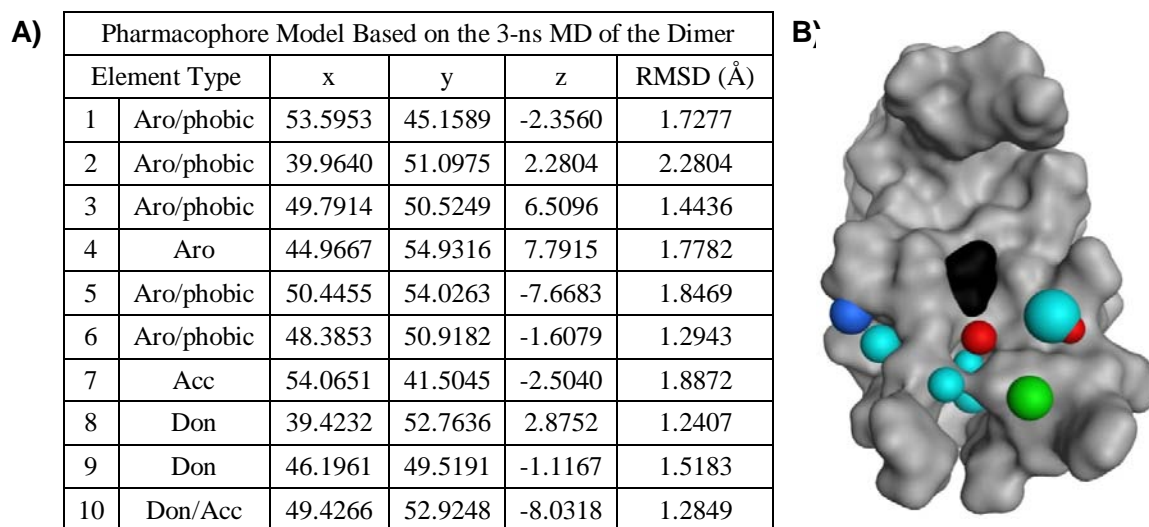 A)
B)
Pharmacophore Model Based on the 3-ns MD of the Dimer
Element Type x y z RMSD (Å)
1 Aro/phobic 53.5953 45.1589 -2.3560 1.7277
2 Aro/phobic 39.9640 51.0975 2.2804 2.2804
3 Aro/phobic 49.7914 50.5249 6.5096 1.4436
4 Aro 44.9667 54.9316 7.7915 1.7782
5 Aro/phobic 50.4455 54.0263 -7.6683 1.8469
6 Aro/phobic 48.3853 50.9182 -1.6079 1.2943
7 Acc 54.0651 41.5045 -2.5040 1.8872
8 Don 39.4232 52.7636 2.8752 1.2407
9 Don 46.1961 49.5191 -1.1167 1.5183
10 Don/Acc 49.4266 52.9248 -8.0318 1.2849